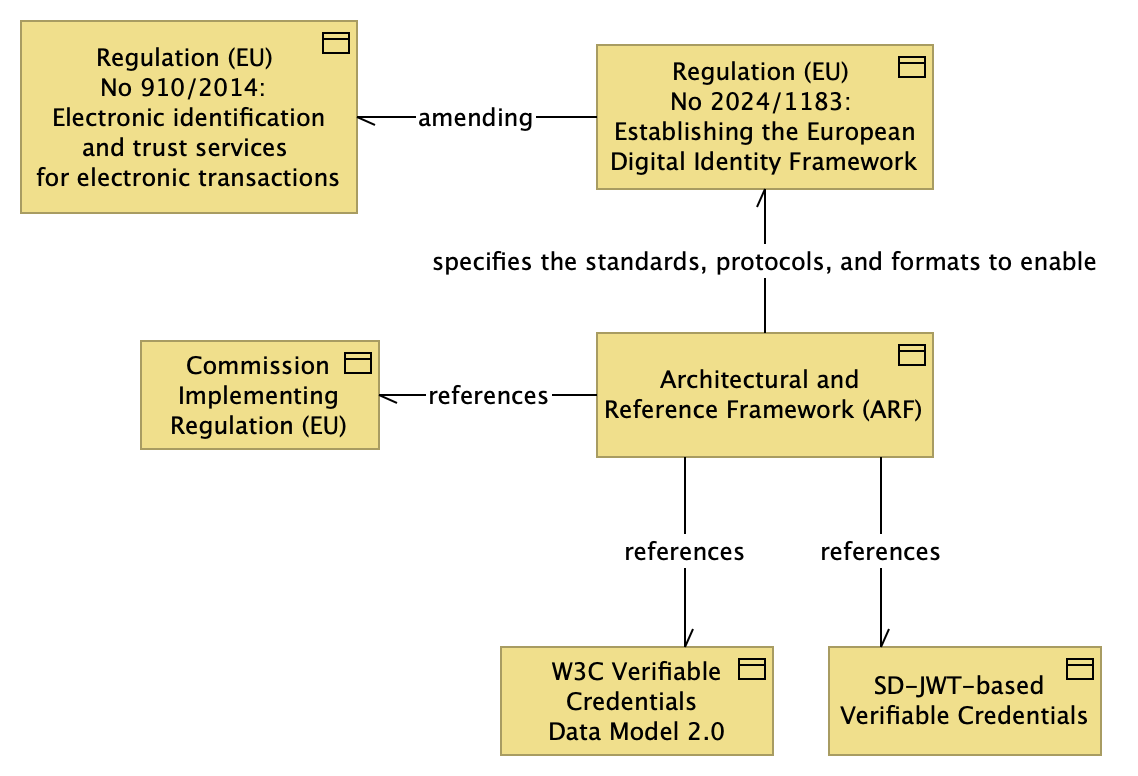 Regulation (EU)
No 910/2014:
Electronic identification
and trust services
for electronic transactions
amending
Regulation (EU)
No 2024/1183:
Establishing the European
Digital Identity Framework
specifies the standards, protocols, and formats to enable
Commission
Implementing
Regulation (EU)
references
Architectural and
Reference Framework (ARF)
references
references
W3C Verifiable
Credentials
Data Model 2.0
SD-JWT-based
Verifiable Credentials